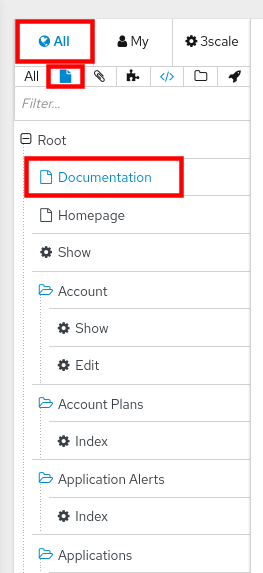 All My 3scale
All
Filter...
Root
Documentation
Homepage
Show
Account
Show
Edit
Account Plans
Index
Application Alerts
Index
Applications